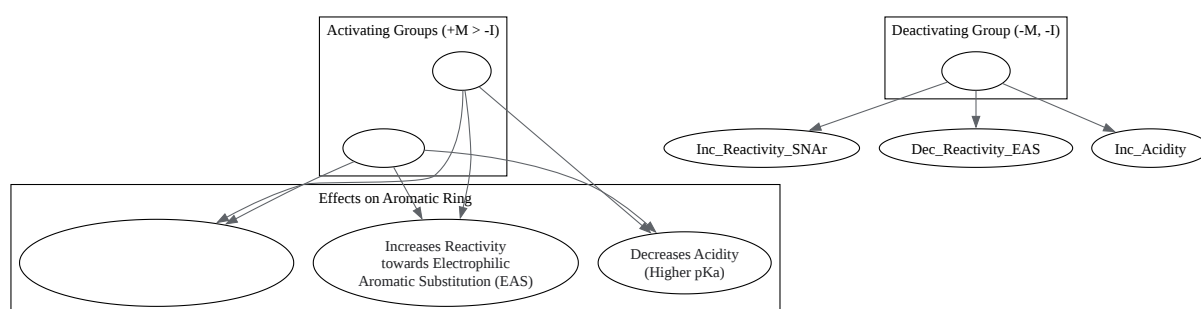 Activating Groups (+M > -I)
Deactivating Group (-M, -I)
Inc_Reactivity_SNAr
Dec_Reactivity_EAS
Inc_Acidity
Effects on Aromatic Ring
Increases Reactivity
towards Electrophilic
Aromatic Substitution (EAS)
Decreases Acidity
(Higher pKa)